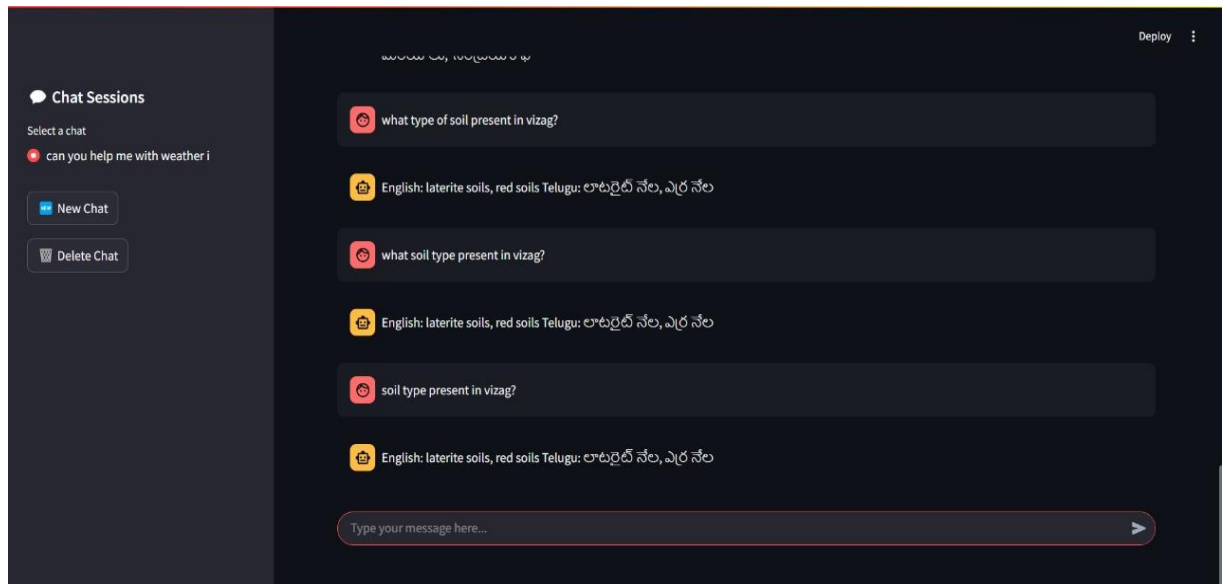 Deploy
Chat Sessions
Select a chat
can you help me with weather i
New Chat
Delete Chat
what type of soil present in vizag?
English: laterite soils, red soils Telugu: లాటరైట్ నేల, ఎర్ర నేల
what soil type present in vizag?
English: laterite soils, red soils Telugu: లాటరైట్ నేల, ఎర్ర నేల
soil type present in vizag?
English: laterite soils, red soils Telugu: లాటరైట్ నేల, ఎర్ర నేల
Type your message here...